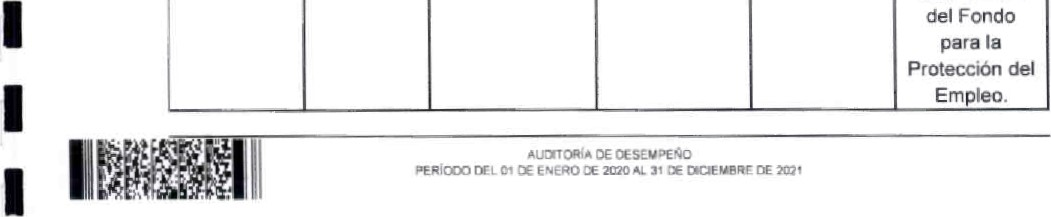 del Fondo
para la
Protección del
Empleo.
AUDITORÍA DE DESEMPEÑO
PERÍODO DEL 01 DE ENERO DE 2020 AL 31 DE DICIEMBRE DE 2021